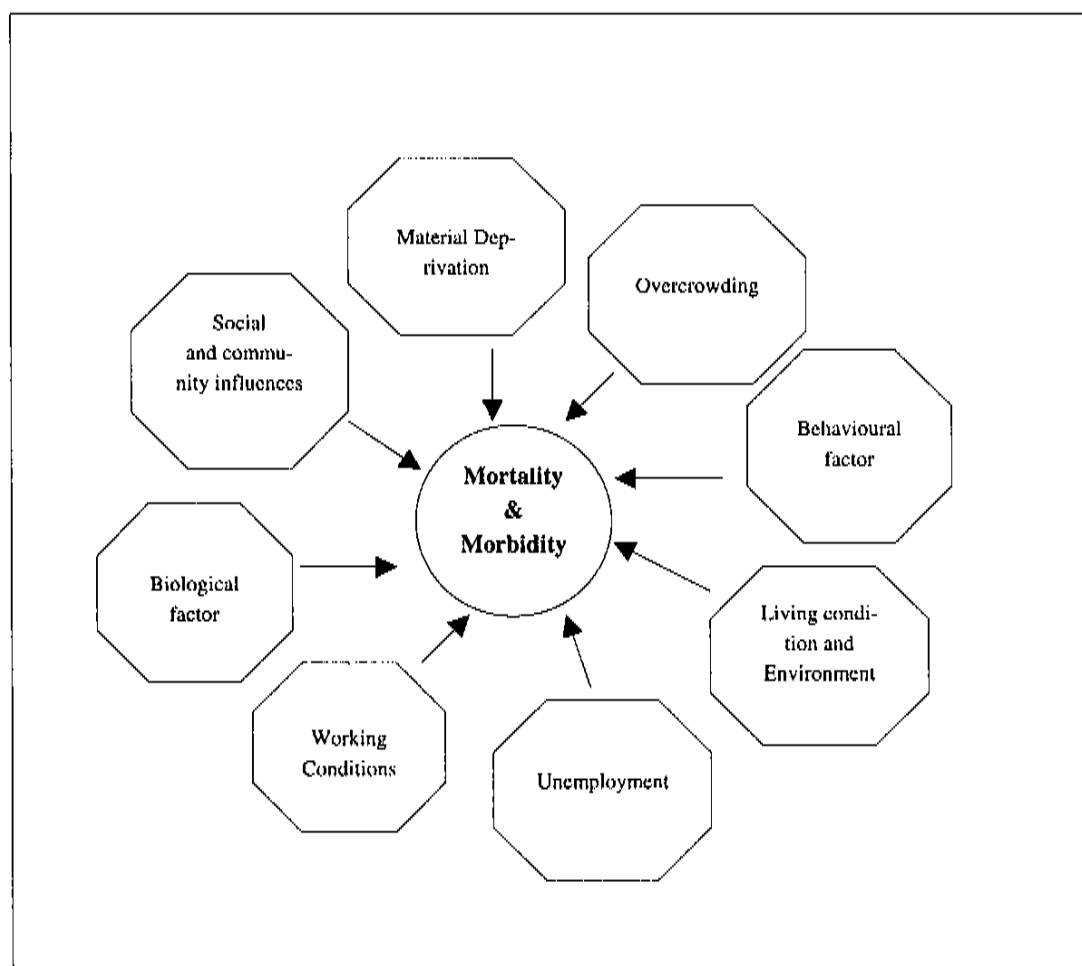 Material Dep-
rivation
Overcrowding
Social
and commu-
nity influences
Behavioural
factor
Mortality
&
Morbidity
Biological
factor
Living condi-
tion and
Environment
Working
Conditions
Unemployment